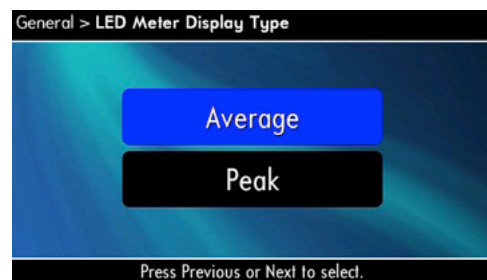 General > LED Meter Display Type
Average
Peak
Press Previous or Next to select.